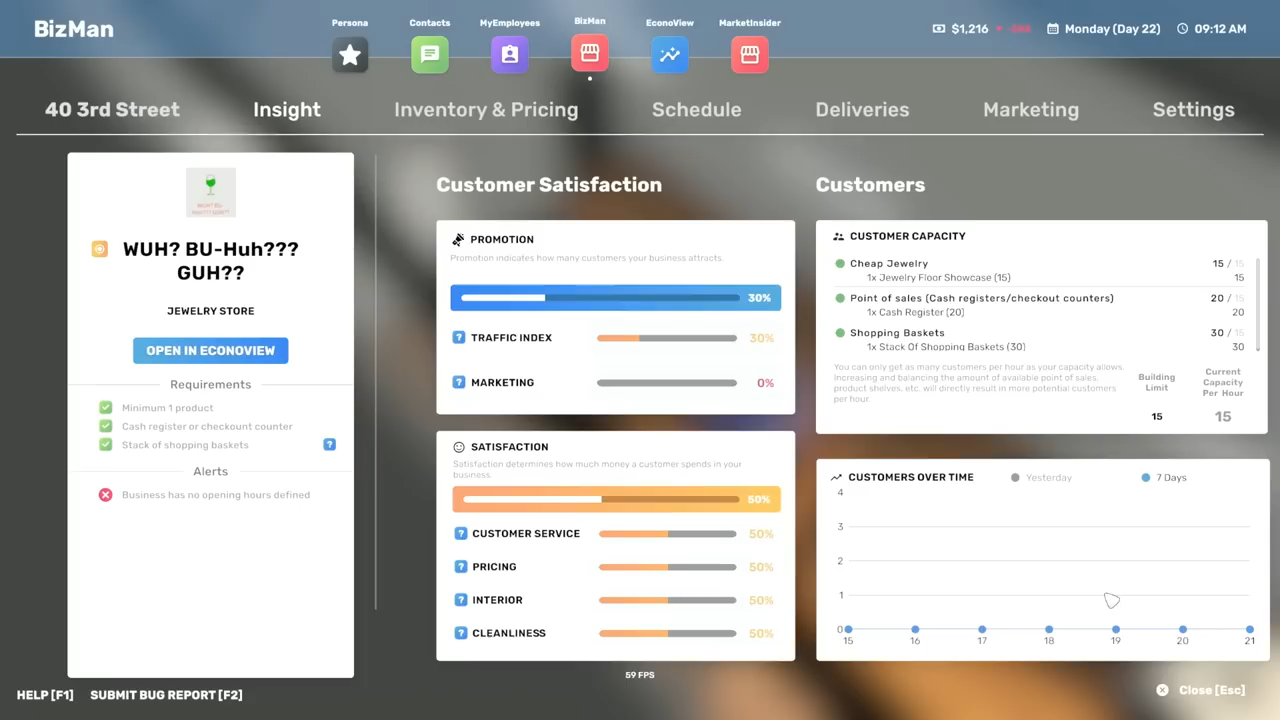 BizMan
Persona
Contacts
MyEmployees
BizMan
EconoView
MarketInsider
$1,216
Monday (Day 22)
09:12 AM
40 3rd Street
Insight
Inventory & Pricing
Schedule
Deliveries
Marketing
Settings
WUH? BU-Huh???
GUH??
JEWELRY STORE
OPEN IN ECONOVIEW
Requirements
Minimum 1 product
Cash register or checkount counter
Stack of shopping baskets
?
Alerts
Business has no opening hours defined
Customer Satisfaction
PROMOTION
Promotion indicates how many customers your business attracts.
30%
? TRAFFIC INDEX 30%
? MARKETING 0%
SATISFACTION
Satisfaction determines how much money a customer spends in your
business.
50%
? CUSTOMER SERVICE 50%
? PRICING 50%
? INTERIOR 50%
? CLEANLINESS 50%
Customers
CUSTOMER CAPACITY
Cheap Jewelry 15 / 15
1x Jewelry Floor Showcase (15) 15
Point of sales (Cash registers/checkout counters) 20 / 15
1x Cash Register (20) 20
Shopping Baskets 30 / 15
1x Stack Of Shopping Baskets (30) 30
You can only get as many customers per hour as your capacity allows.
Increasing and balancing the amount of available point of sales,
product shelves, etc. will directly result in more potential customers
per hour.
Building
Limit
15
Current
Capacity
Per Hour
15
CUSTOMERS OVER TIME
Yesterday
7 Days
4
3
2
1
0
15 16 17 18 19 20 21
59 FPS
HELP [F1]
SUBMIT BUG REPORT [F2]
Close [Esc]